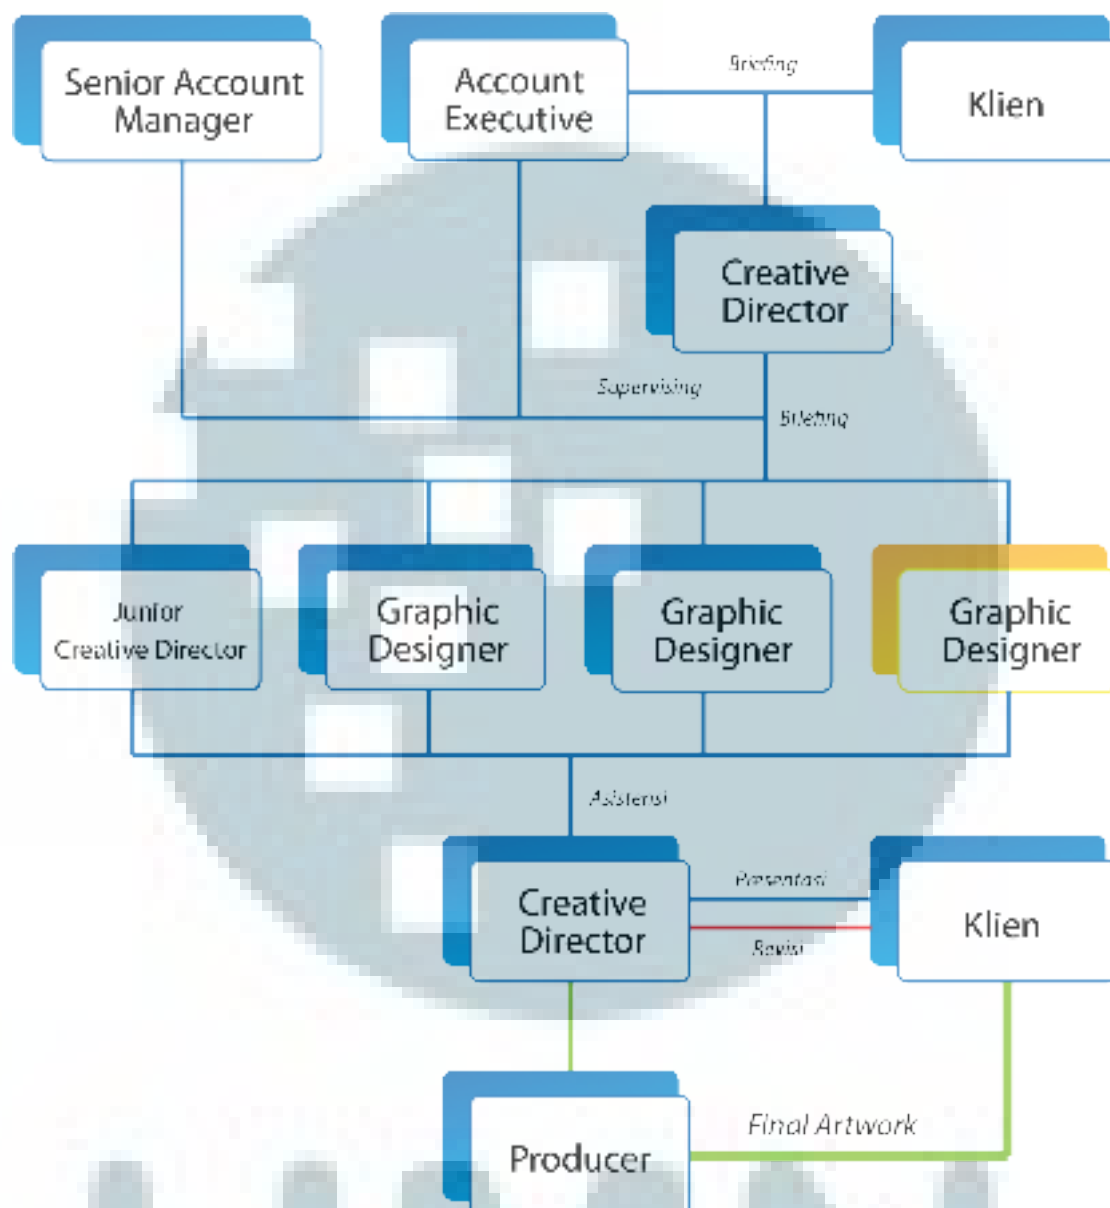 Senior Account
Manager
Account
Executive
Briefing
Klien
Creative
Director
Supervising
Briefing
Junior
Creative Director
Graphic
Designer
Graphic
Designer
Graphic
Designer
Asistensi
Creative
Director
Presentasi
Revisi
Klien
Final Artwork
Producer